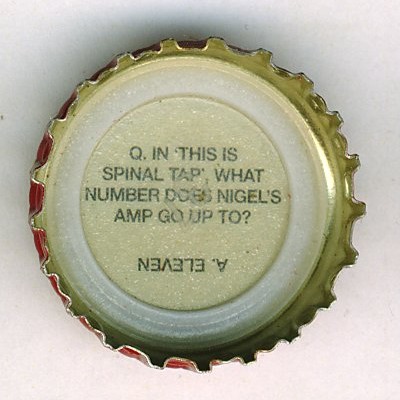 Q. IN 'THIS IS
SPINAL TAP', WHAT
NUMBER DOES NIGEL'S
AMP GO UP TO?
A. ELEVEN